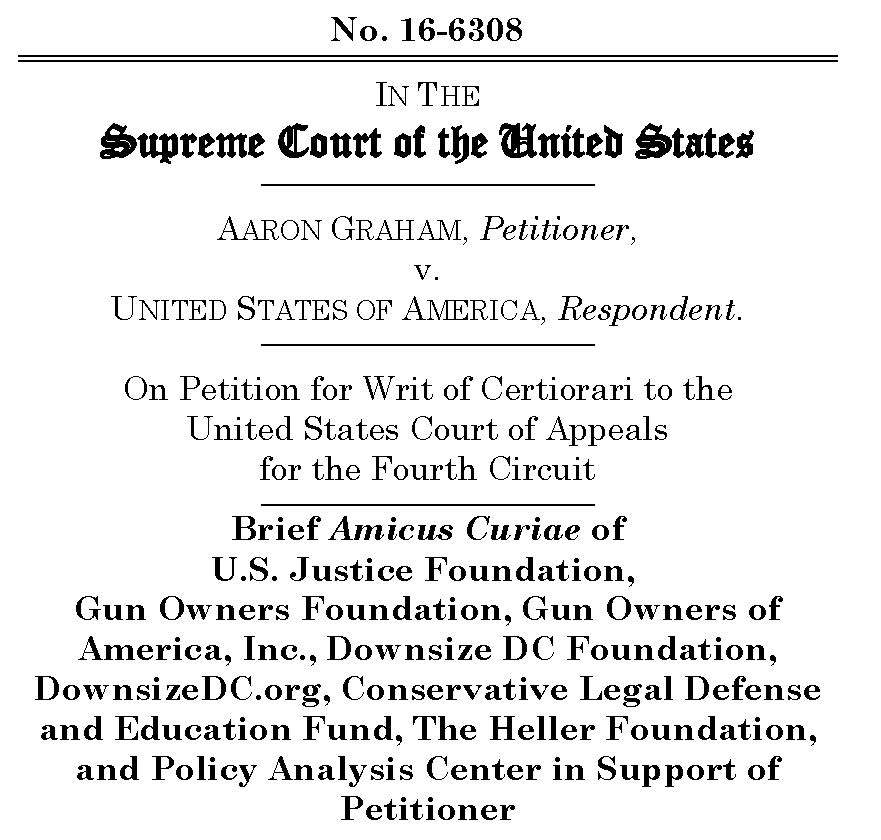 No. 16-6308
IN THE
Supreme Court of the United States
AARON GRAHAM, Petitioner,
v.
UNITED STATES OF AMERICA, Respondent.
On Petition for Writ of Certiorari to the
United States Court of Appeals
for the Fourth Circuit
Brief Amicus Curiae of
U.S. Justice Foundation,
Gun Owners Foundation, Gun Owners of
America, Inc., Downsize DC Foundation,
DownsizeDC.org, Conservative Legal Defense
and Education Fund, The Heller Foundation,
and Policy Analysis Center in Support of
Petitioner